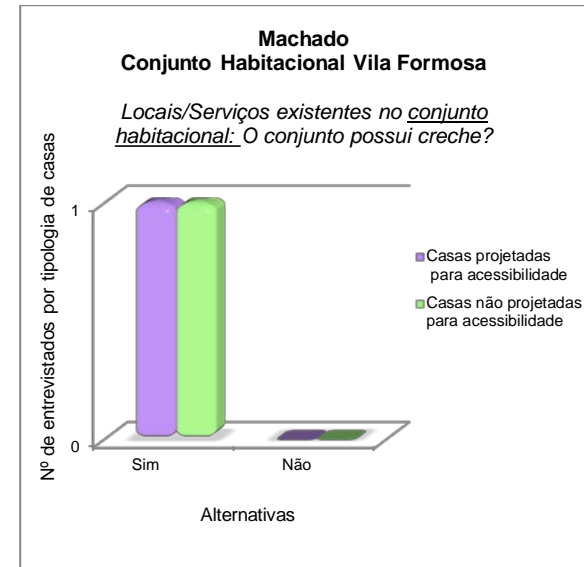 Machado
Conjunto Habitacional Vila Formosa
Locais/Serviços existentes no conjunto
habitacional: O conjunto possui creche?
Nº de entrevistados por tipologia de casas
1
0
Sim
Não
Alternativas
Casas projetadas
para acessibilidade
Casas não projetadas
para acessibilidade